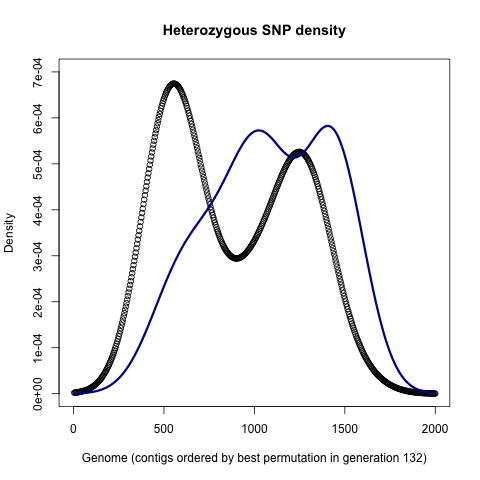 Heterozygous SNP density
Density
7e-04
6e-04
5e-04
4e-04
3e-04
2e-04
1e-04
0e+00
0 500 1000 1500 2000
Genome (contigs ordered by best permutation in generation 132)